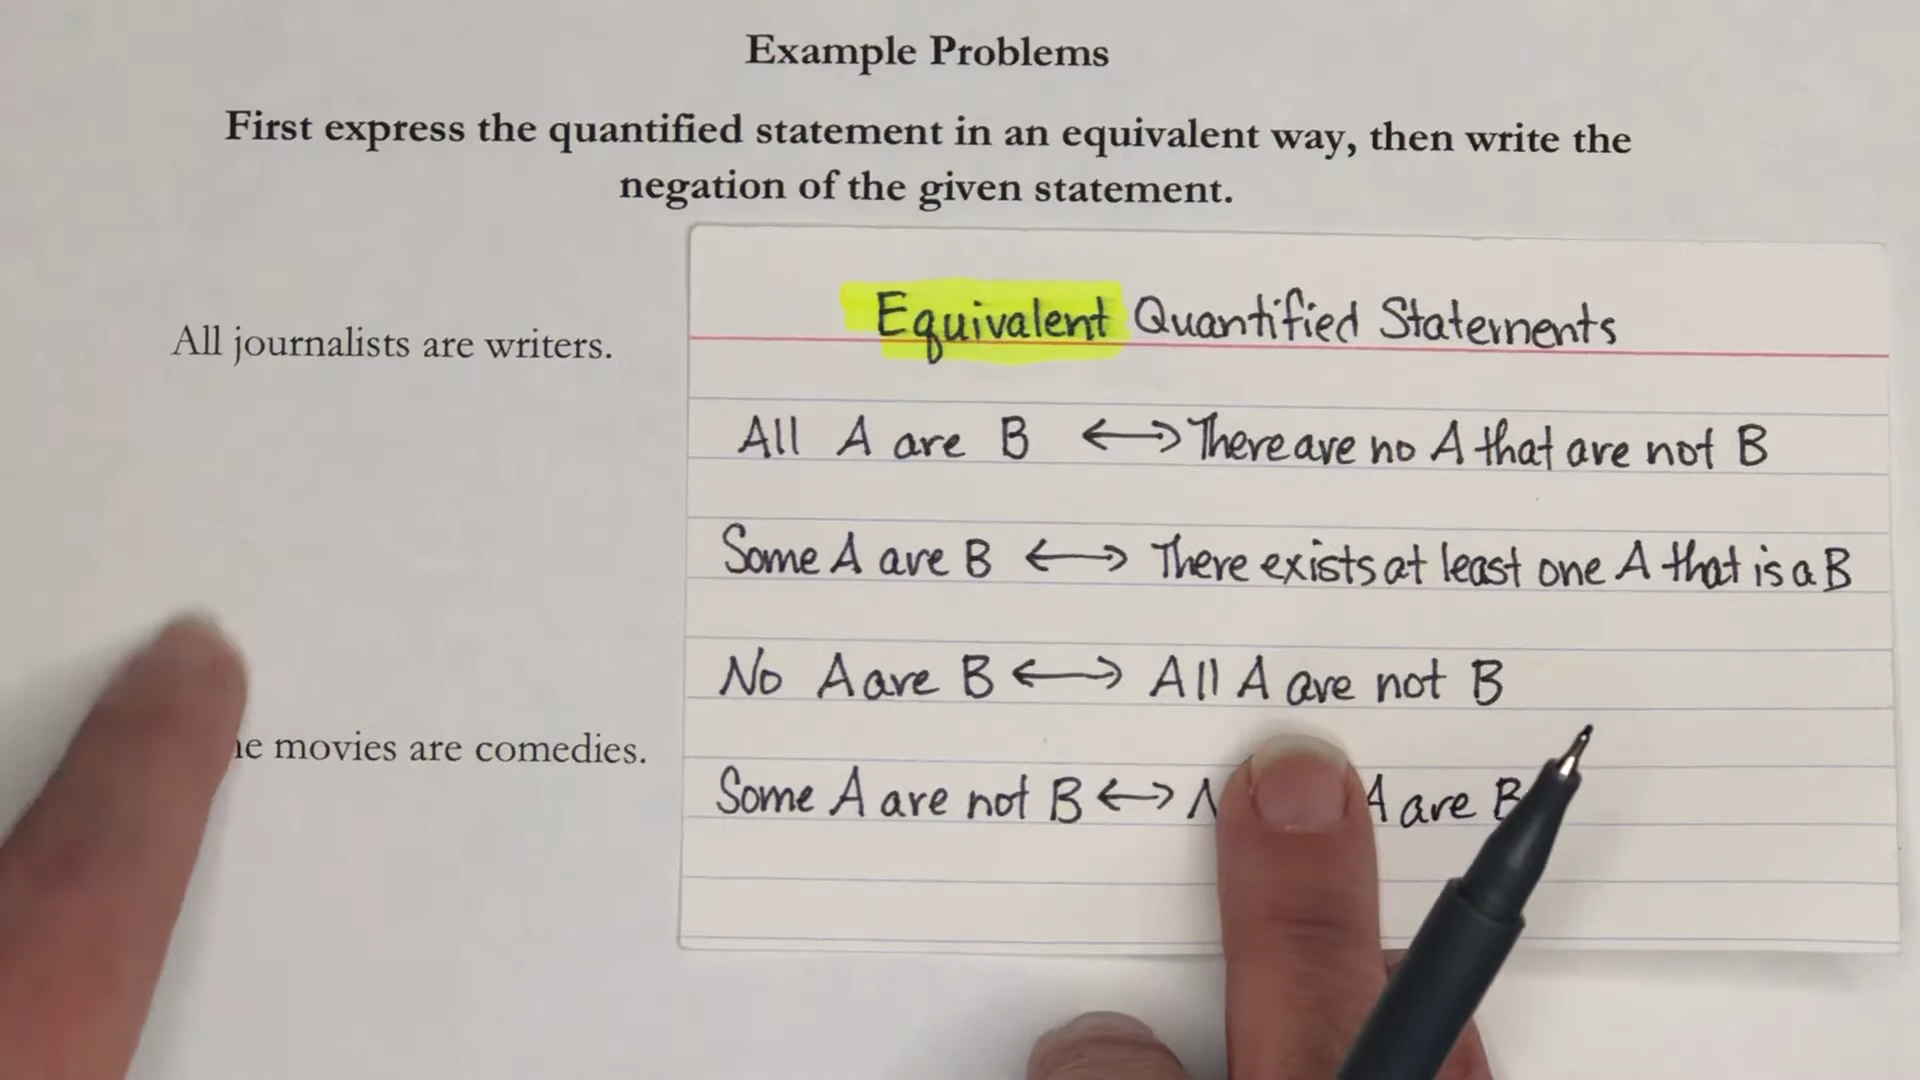 Example Problems
First express the quantified statement in an equivalent way, then write the
negation of the given statement.
Equivalent Quantified Statements
All journalists are writers.
All A are B ⟷ There are no A that are not B
Some A are B ⟷ There exists at least one A that is a B
No A are B ⟷ All A are not B
movies are comedies.
Some A are not B ⟷ A are B